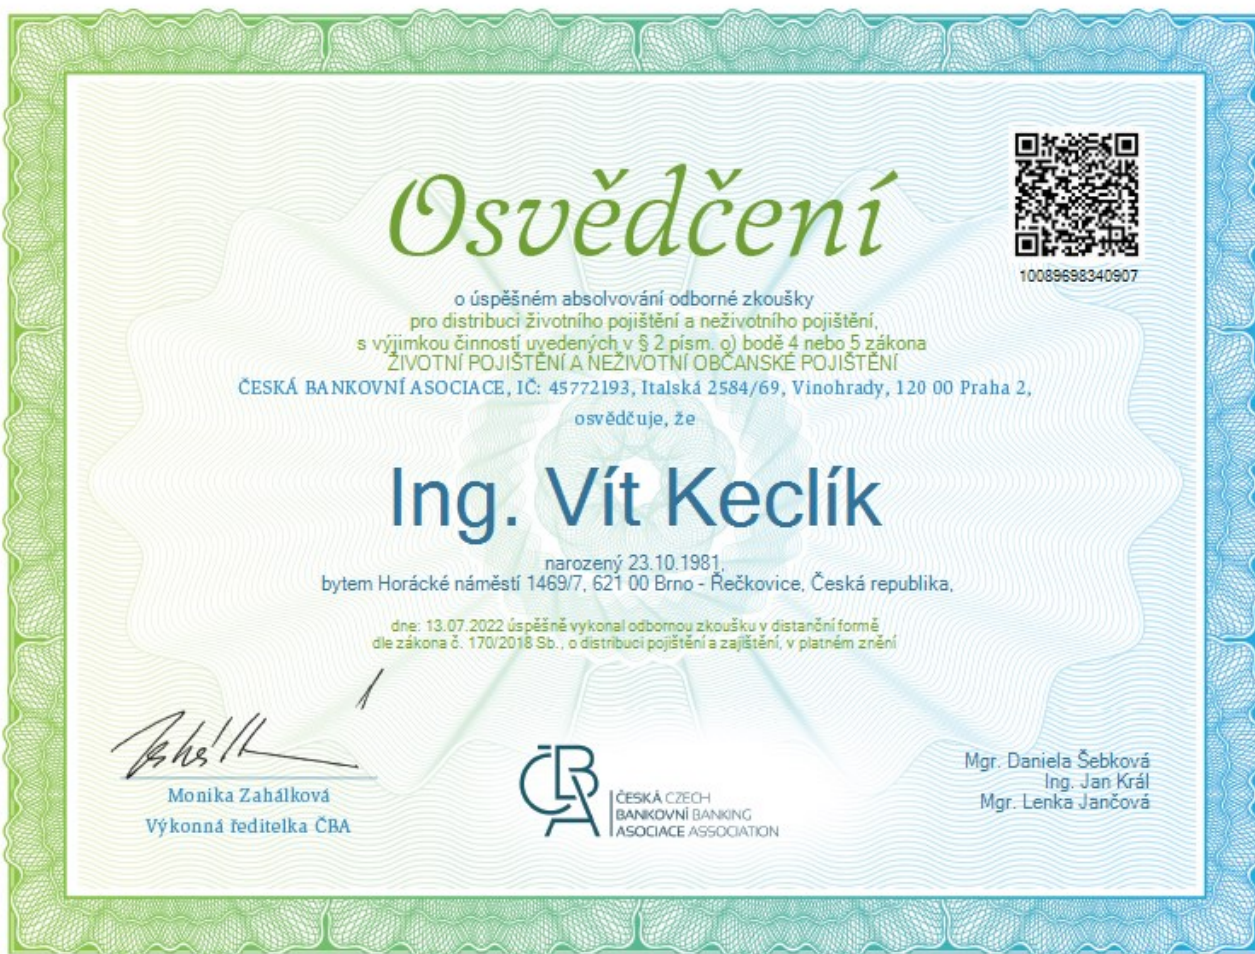 Osvědčení
10089698340907
o úspěšném absolvování odborné zkoušky
pro distribuci životního pojištění a neživotního pojištění,
s výjimkou činností uvedených v § 2 písm. o) bodě 4 nebo 5 zákona
ŽIVOTNÍ POJIŠTĚNÍ A NEŽIVOTNÍ OBČANSKÉ POJIŠTĚNÍ
ČESKÁ BANKOVNÍ ASOCIACE, IČ: 45772193, Italská 2584/69, Vinohrady, 120 00 Praha 2,
osvědčuje, že
Ing. Vít Keclík
narozený 23.10.1981,
bytem Horácké náměstí 1469/7, 621 00 Brno - Řečkovice, Česká republika,
dne: 13.07.2022 úspěšně vykonal odbornou zkoušku v distanční formě
dle zákona č. 170/2018 Sb., o distribuci pojištění a zajištění, v platném znění
Monika Zahálková
Výkonná ředitelka ČBA
ČBA
ČESKÁ CZECH
BANKOVNÍ BANKING
ASOCIACE ASSOCIATION
Mgr. Daniela Šebková
Ing. Jan Král
Mgr. Lenka Jančová